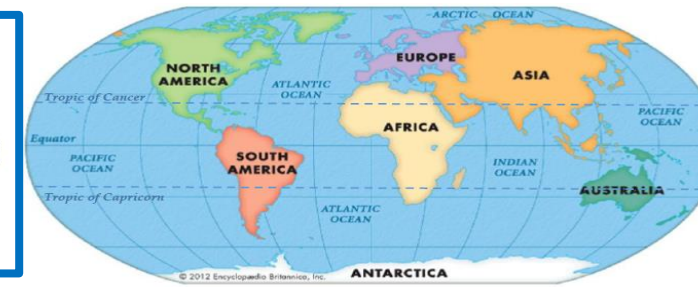 ARCTIC OCEAN
NORTH
AMERICA
EUROPE
ASIA
ATLANTIC
OCEAN
Tropic of Cancer
PACIFIC
OCEAN
AFRICA
Equator
PACIFIC
OCEAN
SOUTH
AMERICA
INDIAN
OCEAN
AUSTRALIA
Tropic of Capricorn
ATLANTIC
OCEAN
© 2012 Encyclopædia Britannica, Inc.
ANTARCTICA